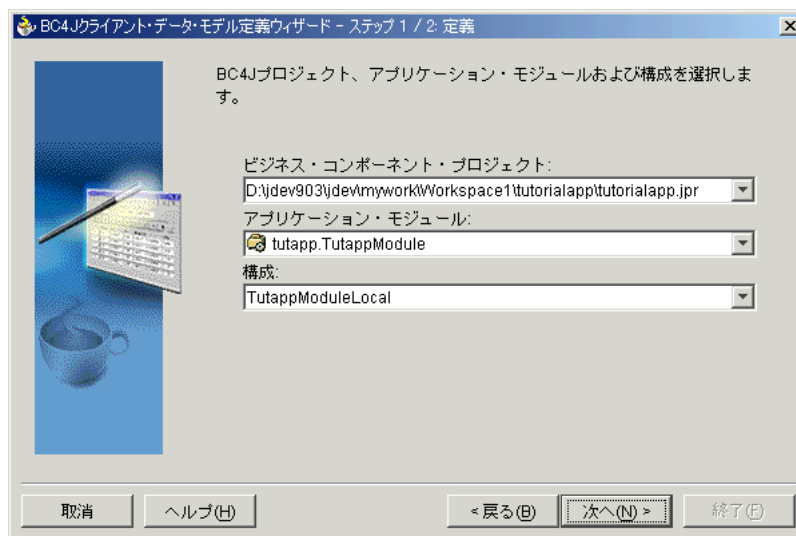 BC4Jクライアント・データ・モデル定義ウィザード - ステップ 1 / 2: 定義
BC4Jプロジェクト、アプリケーション・モジュールおよび構成を選択しま
す。
ビジネス・コンポーネント・プロジェクト:
D:\jdev903\jdev\mywork\Workspace1\tutorialapp\tutorialapp.jpr
アプリケーション・モジュール:
tutapp.TutappModule
構成:
TutappModuleLocal
取消 ヘルプ(H) <戻る(B) 次へ(N) > 終了(F)